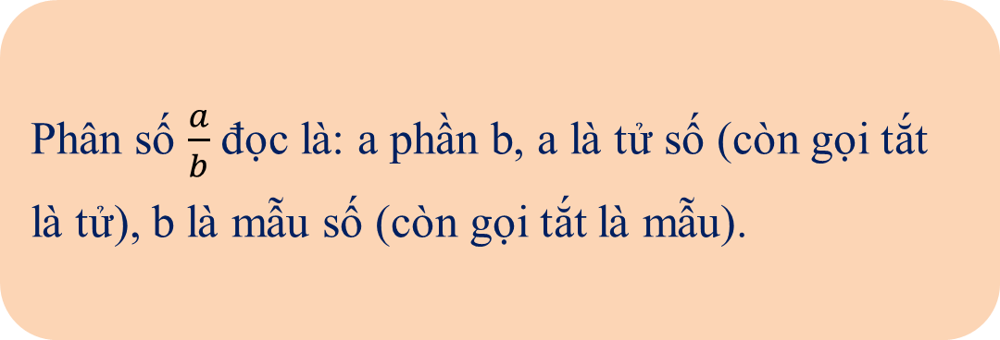 Phân số a/b đọc là: a phần b, a là tử số (còn gọi tắt
là tử), b là mẫu số (còn gọi tắt là mẫu).